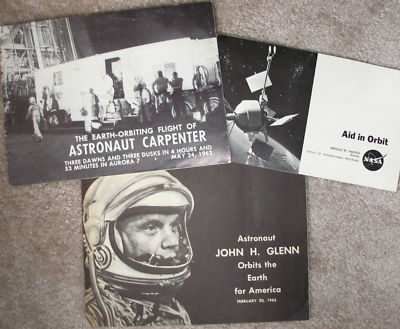 THE EARTH-ORBITING FLIGHT OF
ASTRONAUT CARPENTER
THREE DAWNS AND THREE DUSKS IN 4 HOURS AND
53 MINUTES IN AURORA 7 MAY 24, 1962
Aid in Orbit
NASA
Astronaut
JOHN H. GLENN
Orbits the
Earth
for America
FEBRUARY 20, 1962